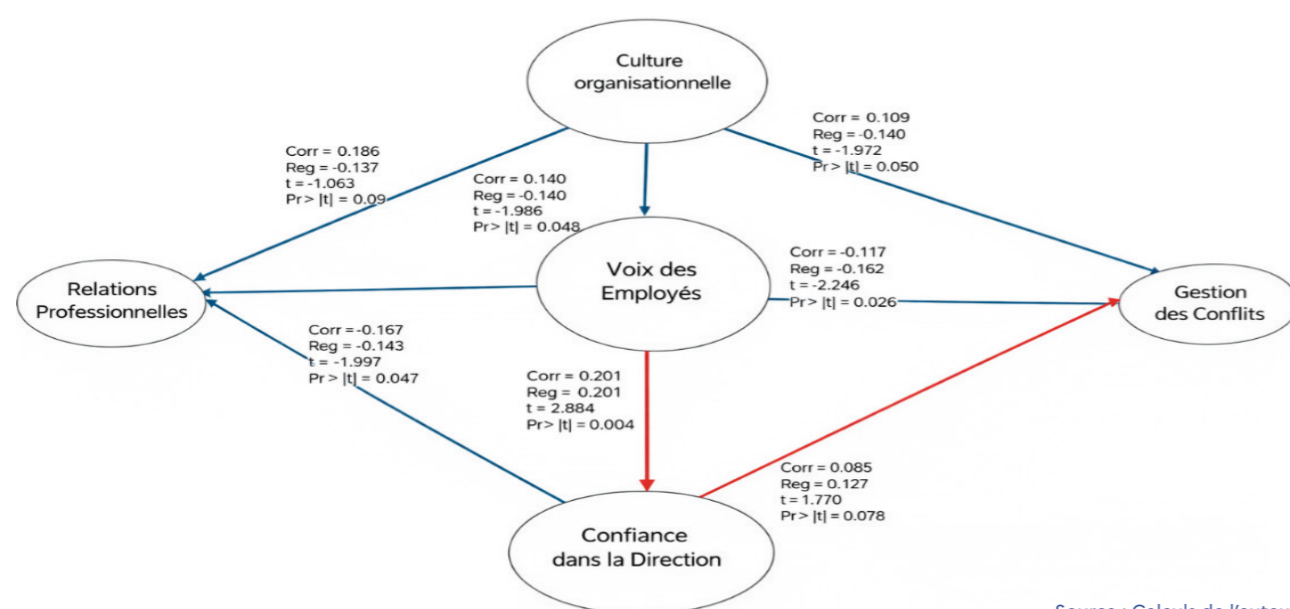 Culture
organisationnelle
Corr = 0.109
Reg = -0.140
t = -1.972
Pr > |t| = 0.050
Corr = 0.186
Reg = -0.137
t = -1.063
Pr > |t| = 0.09
Corr = 0.140
Reg = -0.140
t = -1.986
Pr > |t| = 0.048
Relations
Professionnelles
Voix des
Employés
Corr = -0.117
Reg = -0.162
t = -2.246
Pr > |t| = 0.026
Gestion
des Conflits
Corr = -0.167
Reg = -0.143
t = -1.997
Pr > |t| = 0.047
Corr = 0.201
Reg = 0.201
t = 2.884
Pr > |t| = 0.004
Corr = 0.085
Reg = 0.127
t = 1.770
Pr > |t| = 0.078
Confiance
dans la Direction
Source : Calculs de